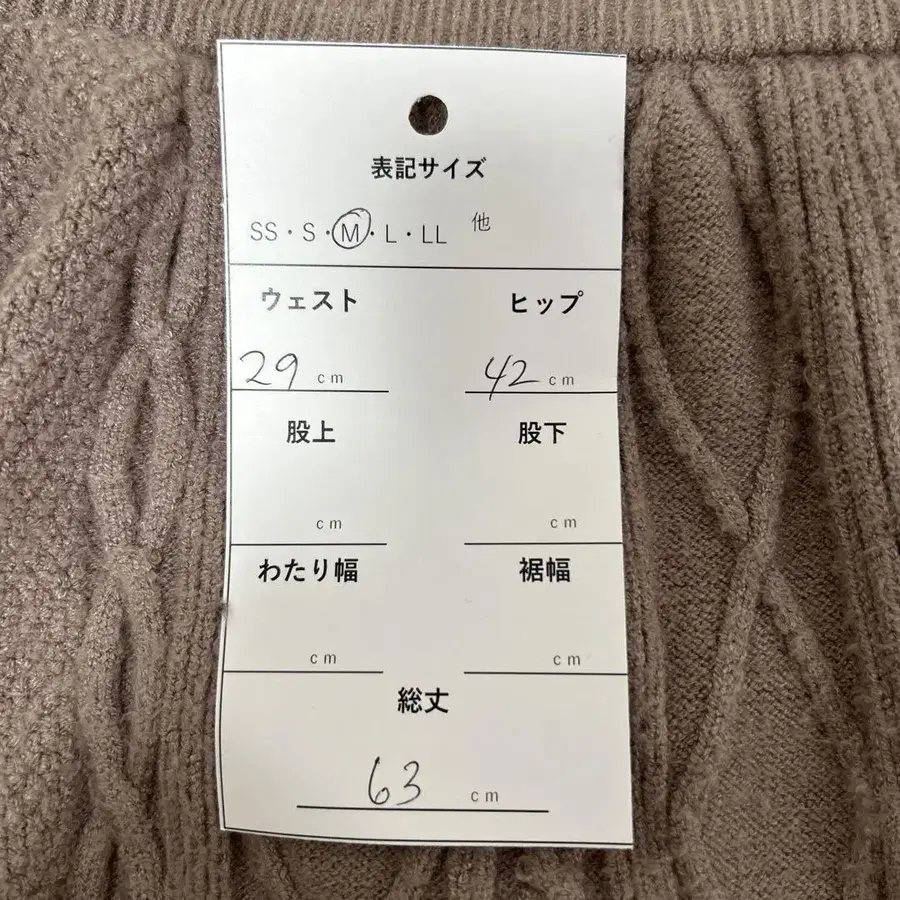 表記サイズ
SS・S・M・L・LL 他
ウェスト ヒップ
29 cm 42 cm
股上 股下
cm cm
わたり幅 裾幅
cm cm
総丈
63 cm